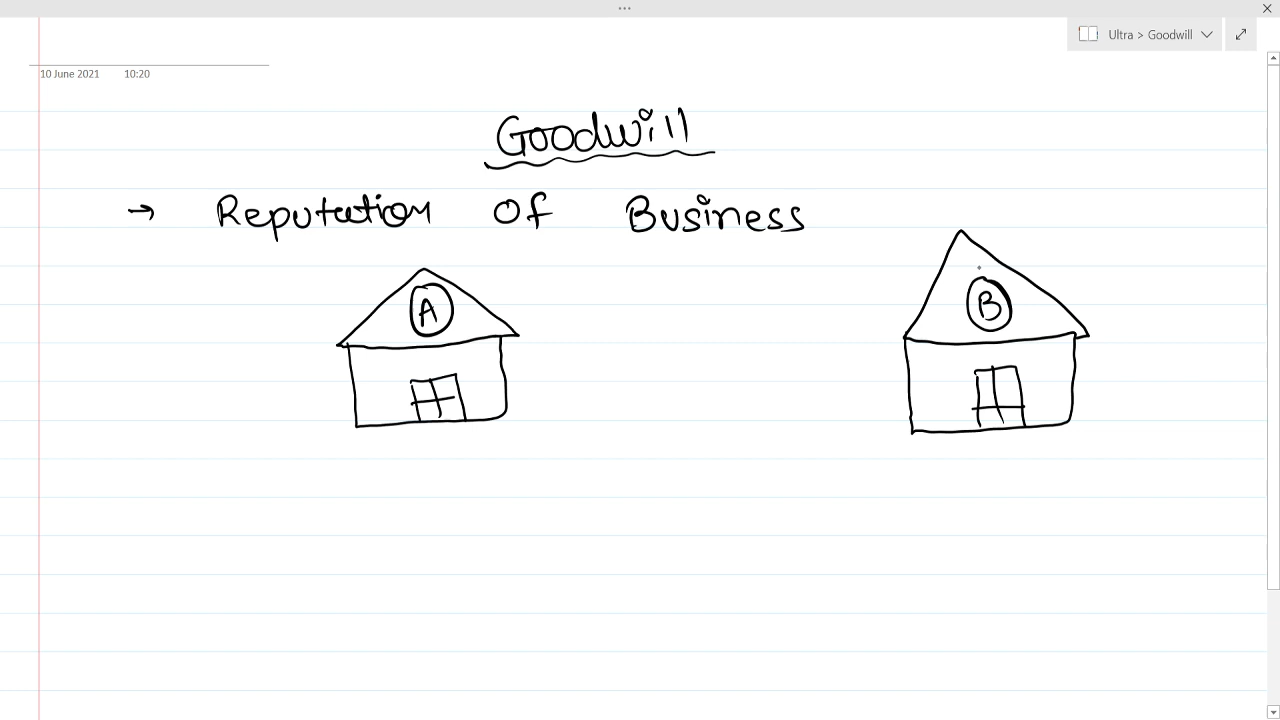 Ultra > Goodwill
10 June 2021 10:20
Goodwill
→ Reputation Of Business
A B